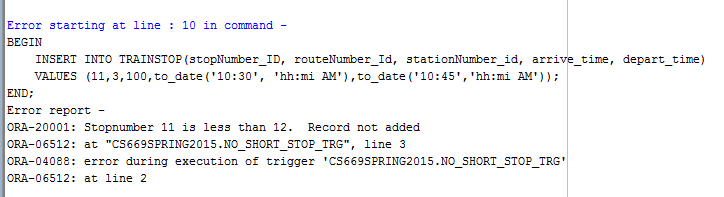 Error starting at line : 10 in command -
BEGIN
INSERT INTO TRAINSTOP(stopNumber_ID, routeNumber_Id, stationNumber_id, arrive_time, depart_time)
VALUES (11,3,100,to_date('10:30', 'hh:mi AM'),to_date('10:45','hh:mi AM'));
END;
Error report -
ORA-20001: Stopnumber 11 is less than 12.  Record not added
ORA-06512: at "CS669SPRING2015.NO_SHORT_STOP_TRG", line 3
ORA-04088: error during execution of trigger 'CS669SPRING2015.NO_SHORT_STOP_TRG'
ORA-06512: at line 2